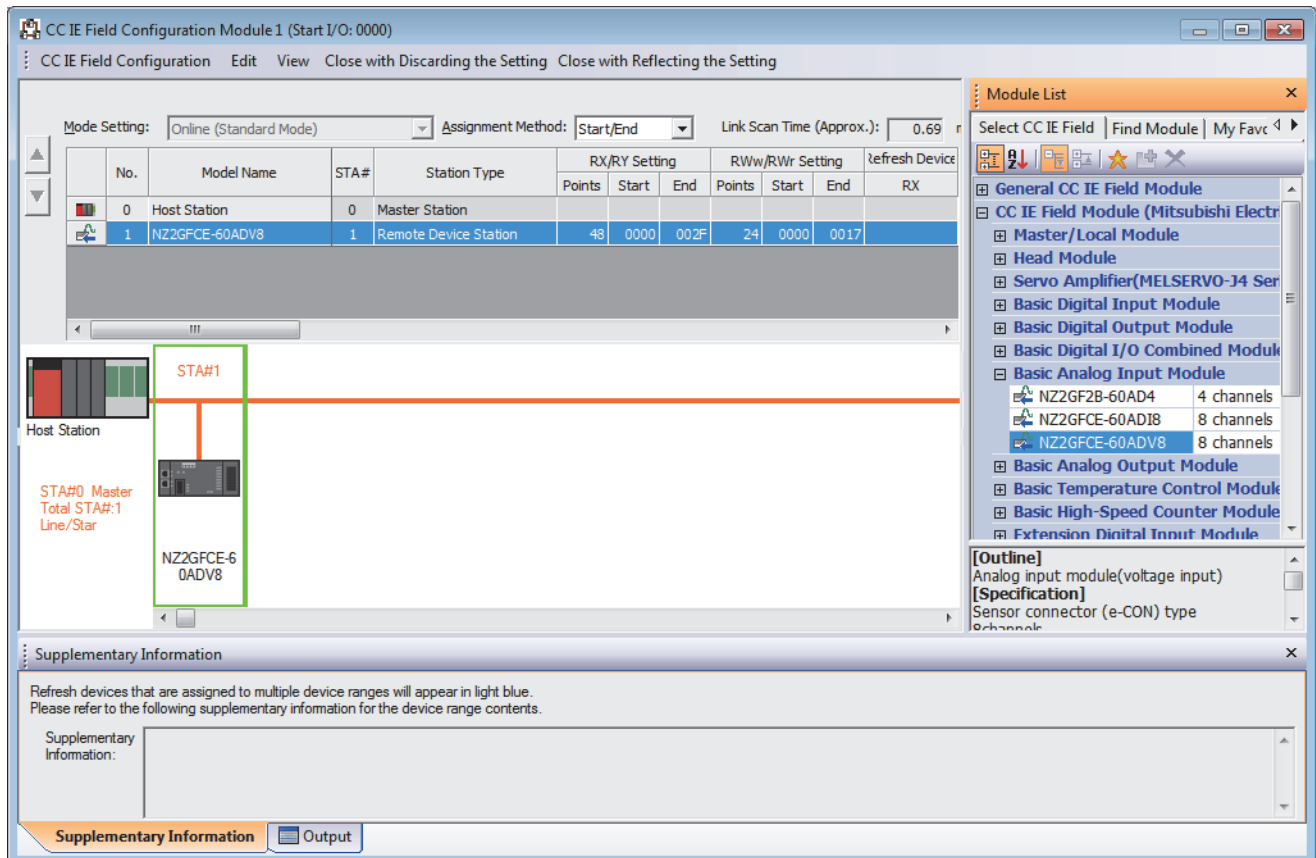 CC IE Field Configuration Module 1 (Start I/O: 0000)
CC IE Field Configuration Edit View Close with Discarding the Setting Close with Reflecting the Setting
Mode Setting: Online (Standard Mode) Assignment Method: Start/End Link Scan Time (Approx.): 0.69
No. Model Name STA# Station Type RX/RY Setting RWw/RWr Setting Refresh Device
Points Start End Points Start End RX
0 Host Station 0 Master Station
1 NZ2GFCE-60ADV8 1 Remote Device Station 48 0000 002F 24 0000 0017
STA#1
Host Station
STA#0 Master
Total STA#:1
Line/Star
NZ2GFCE-6
0ADV8
Module List
Select CC IE Field Find Module My Favc
General CC IE Field Module
CC IE Field Module (Mitsubishi Electr
Master/Local Module
Head Module
Servo Amplifier(MELSERVO-J4 Ser
Basic Digital Input Module
Basic Digital Output Module
Basic Digital I/O Combined Module
Basic Analog Input Module
NZ2GF2B-60AD4 4 channels
NZ2GFCE-60ADI8 8 channels
NZ2GFCE-60ADV8 8 channels
Basic Analog Output Module
Basic Temperature Control Module
Basic High-Speed Counter Module
Extension Digital Input Module
[Outline]
Analog input module(voltage input)
[Specification]
Sensor connector (e-CON) type
8channels
Supplementary Information
Refresh devices that are assigned to multiple device ranges will appear in light blue.
Please refer to the following supplementary information for the device range contents.
Supplementary
Information:
Supplementary Information Output